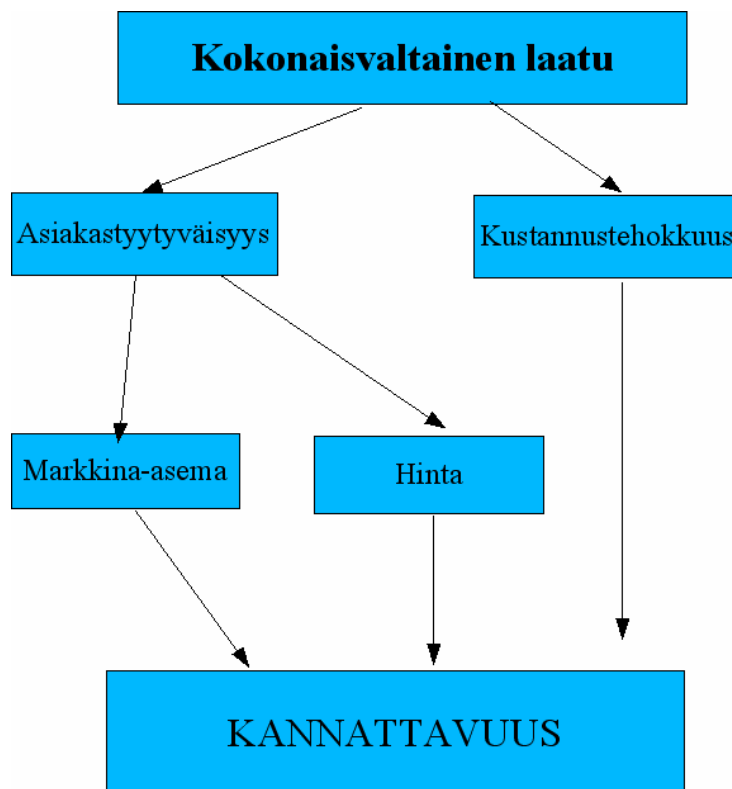 Kokonaisvaltainen laatu
Asiakastyytyväisyys
Kustannustehokkuus
Markkina-asema
Hinta
KANNATTAVUUS